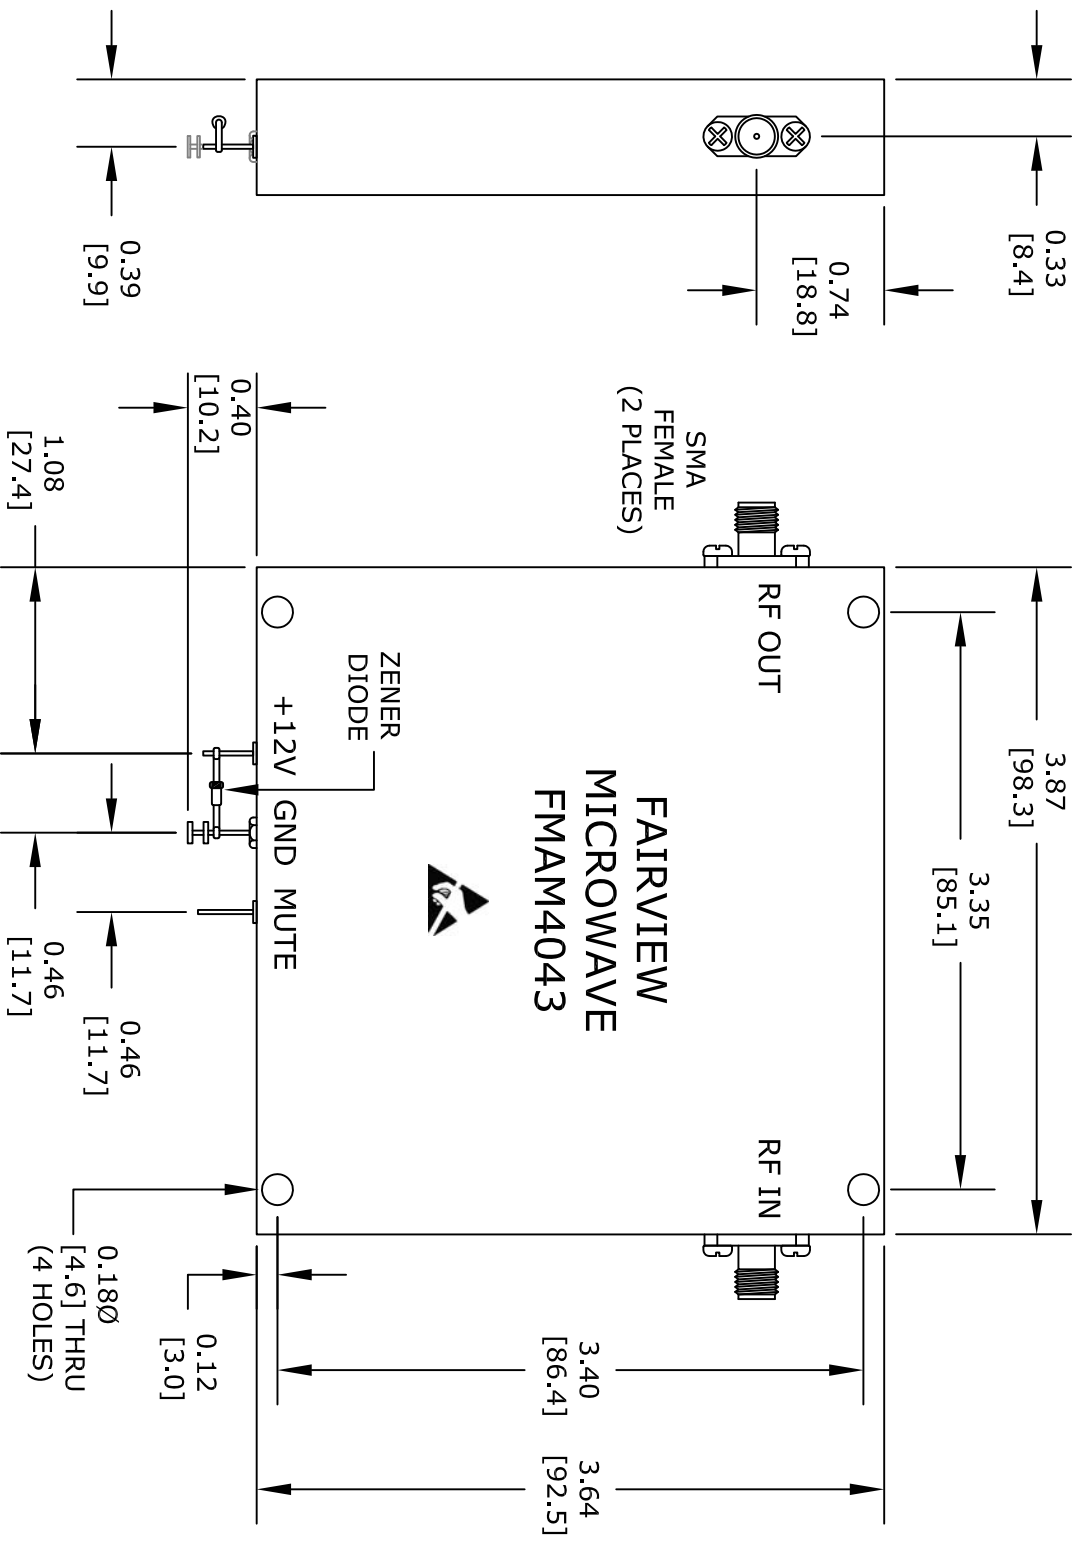 0.33
[8.4]
0.74
[18.8]
0.39
[9.9]
SMA
FEMALE
(2 PLACES)
0.40
[10.2]
1.08
[27.4]
3.87
[98.3]
3.35
[85.1]
RF OUT
RF IN
FAIRVIEW
MICROWAVE
FMAM4043
ZENER
DIODE
+12V GND MUTE
0.46
[11.7]
0.46
[11.7]
0.18Ø
[4.6] THRU
(4 HOLES)
0.12
[3.0]
3.40
[86.4]
3.64
[92.5]